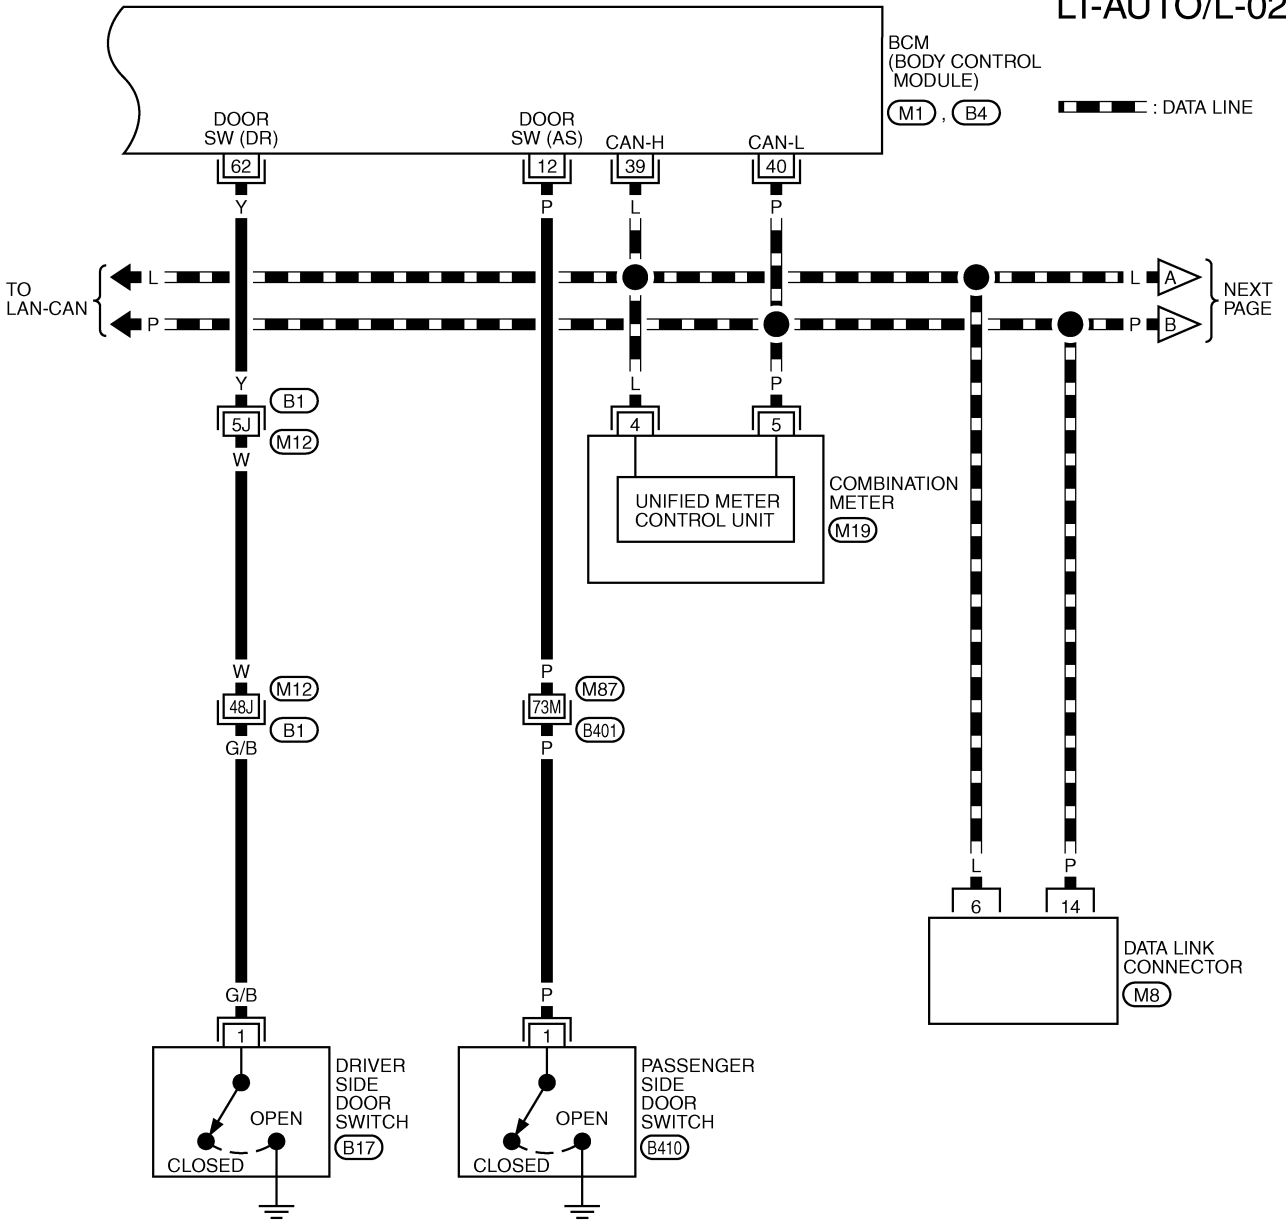 LT-AUTO/L-02
BCM
(BODY CONTROL
MODULE)
M1 , B4
: DATA LINE
DOOR
SW (DR)
DOOR
SW (AS)
CAN-H
CAN-L
62
12
39
40
Y
P
L
P
TO
LAN-CAN
L
P
L
A
P
B
NEXT
PAGE
Y
L
P
B1
5J
M12
W
4
5
UNIFIED METER
CONTROL UNIT
COMBINATION
METER
M19
W
P
M12
48J
B1
M87
73M
B401
G/B
P
L
P
6
14
DATA LINK
CONNECTOR
M8
G/B
P
1
1
DRIVER
SIDE
DOOR
SWITCH
B17
OPEN
CLOSED
PASSENGER
SIDE
DOOR
SWITCH
B410
OPEN
CLOSED